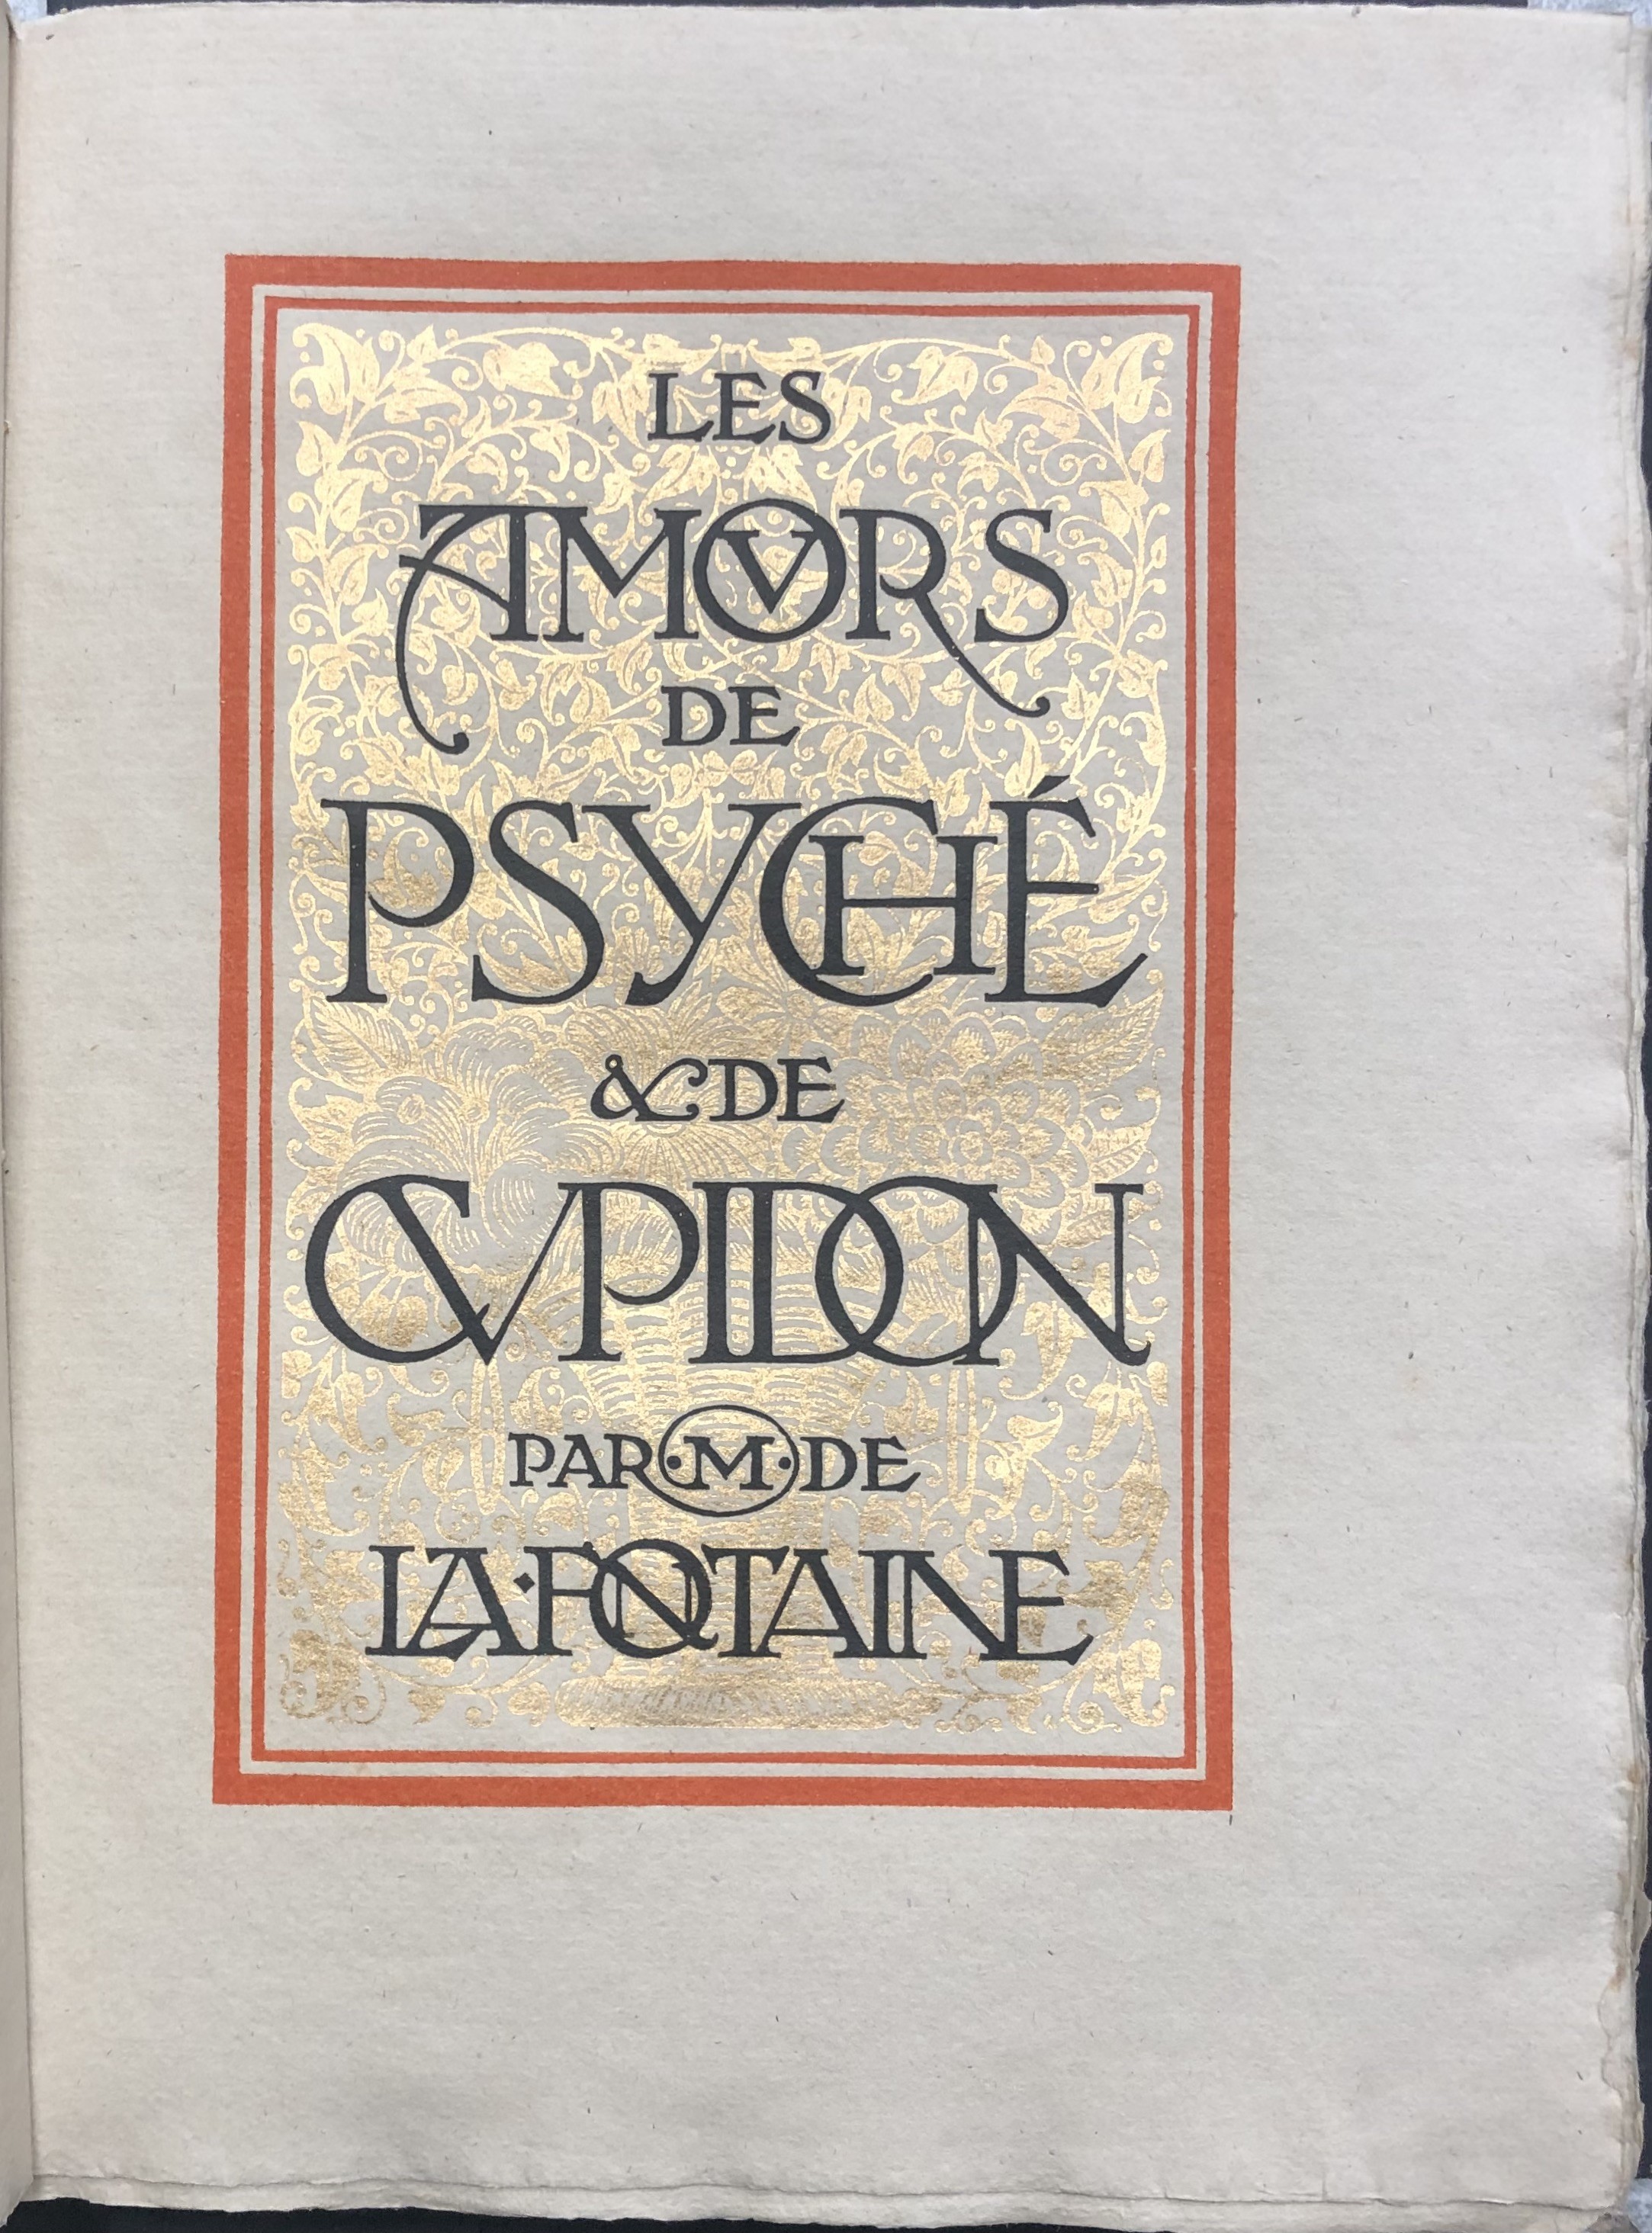 LES
AMOVRS
DE
PSYCHÉ
& DE
CVPIDON
PAR·M·DE
LA·FONTAINE